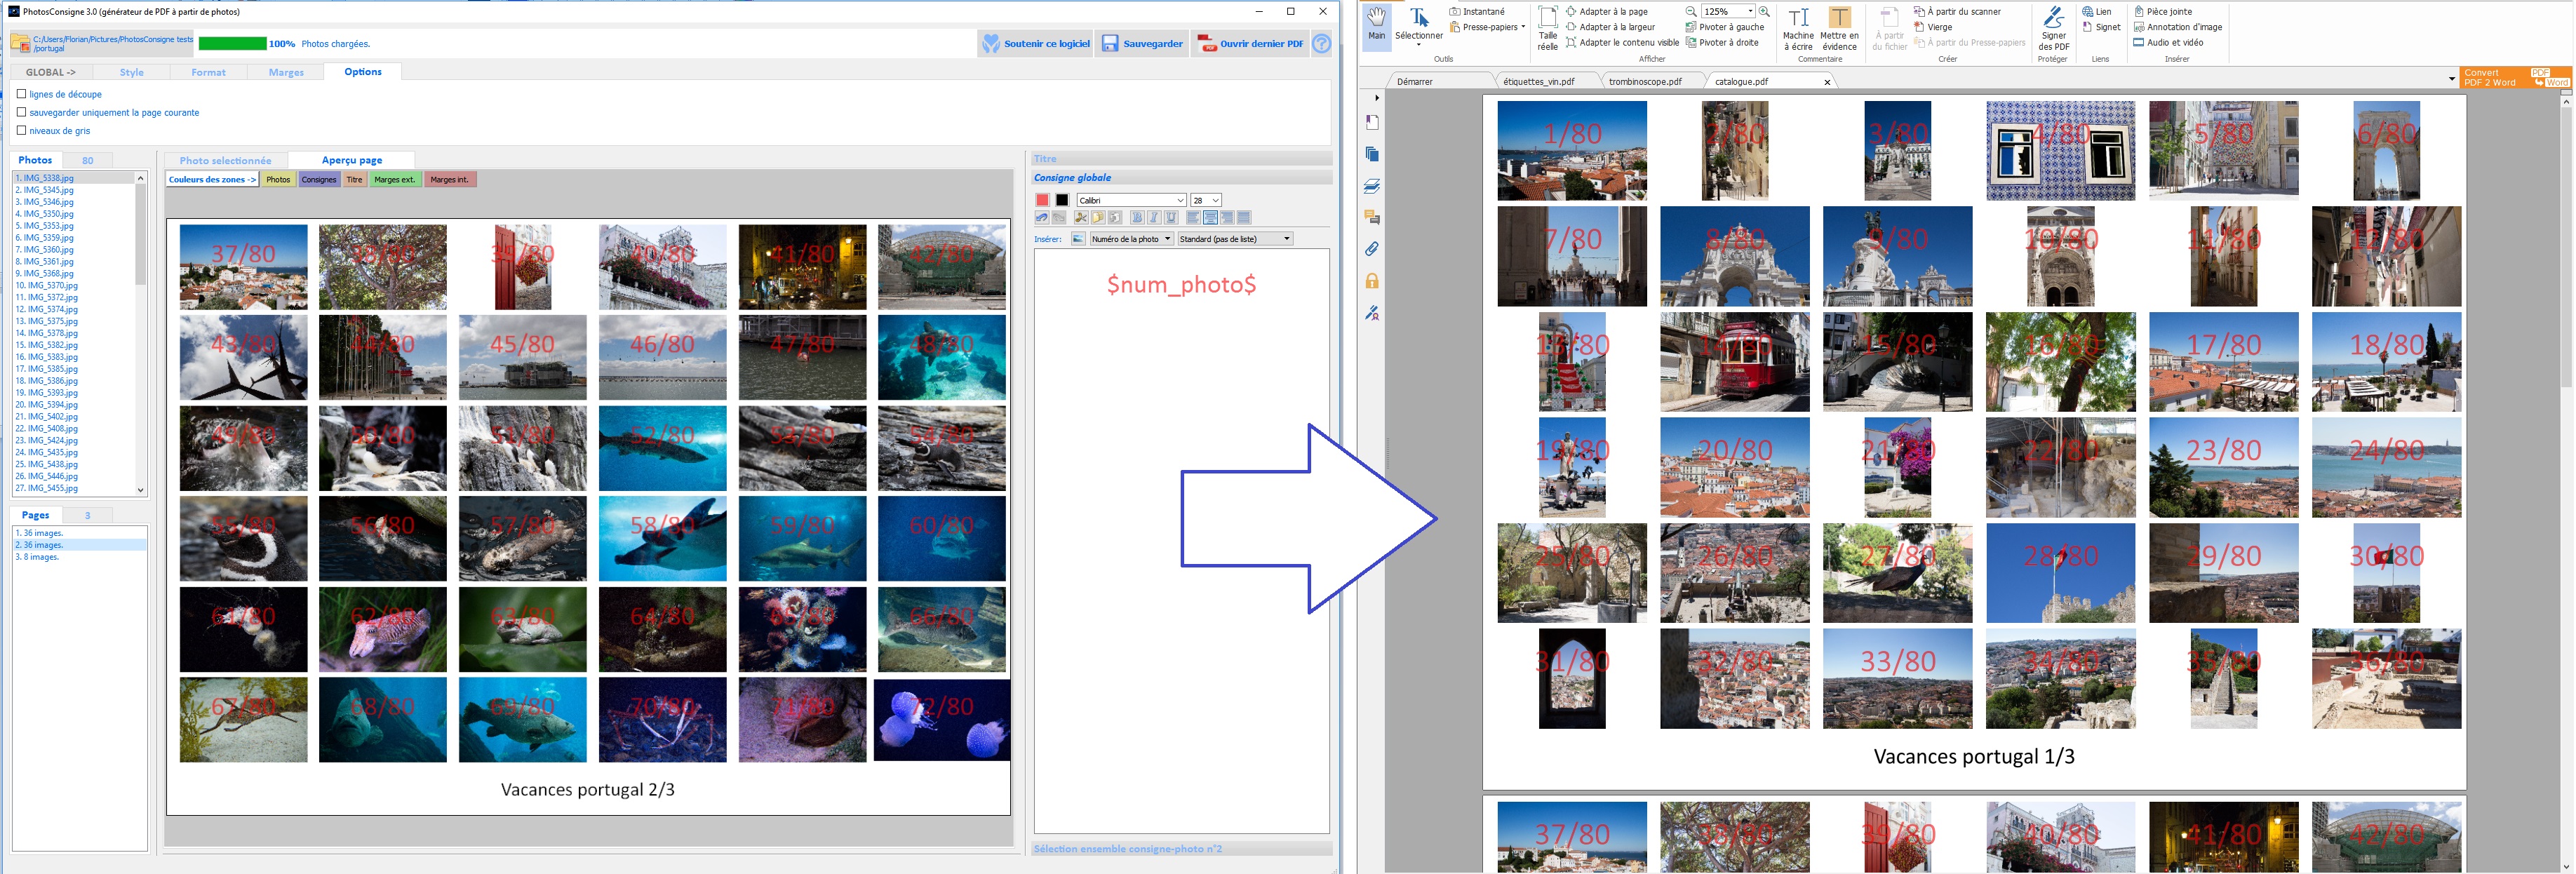 PhotosConsigne 3.0 (générateur de PDF à partir de photos)
C:/Users/Florian/Pictures/PhotosConsigne tests
/portugal
100% Photos chargées.
Soutenir ce logiciel
Sauvegarder
Ouvrir dernier PDF
GLOBAL -> Style Format Marges Options
lignes de découpe
sauvegarder uniquement la page courante
niveaux de gris
Photos 80
1. IMG_5338.jpg
2. IMG_5345.jpg
3. IMG_5346.jpg
4. IMG_5350.jpg
5. IMG_5353.jpg
6. IMG_5359.jpg
7. IMG_5360.jpg
8. IMG_5361.jpg
9. IMG_5368.jpg
10. IMG_5370.jpg
11. IMG_5372.jpg
12. IMG_5374.jpg
13. IMG_5375.jpg
14. IMG_5378.jpg
15. IMG_5382.jpg
16. IMG_5383.jpg
17. IMG_5385.jpg
18. IMG_5386.jpg
19. IMG_5393.jpg
20. IMG_5394.jpg
21. IMG_5402.jpg
22. IMG_5408.jpg
23. IMG_5424.jpg
24. IMG_5435.jpg
25. IMG_5438.jpg
26. IMG_5446.jpg
27. IMG_5455.jpg
Pages 3
1. 36 images.
2. 36 images.
3. 8 images.
Photo selectionnée Aperçu page
Couleurs des zones -> Photos Consignes Titre Marges ext. Marges int.
37/80 38/80 39/80 40/80 41/80 42/80
43/80 44/80 45/80 46/80 47/80 48/80
49/80 50/80 51/80 52/80 53/80 54/80
55/80 56/80 57/80 58/80 59/80 60/80
61/80 62/80 63/80 64/80 65/80 66/80
67/80 68/80 69/80 70/80 71/80 72/80
Vacances portugal 2/3
Titre
Consigne globale
Calibri 28
B I U
Insérer: Numéro de la photo Standard (pas de liste)
$num_photo$
Sélection ensemble consigne-photo n°2
Main
Sélectionner
Instantané
Presse-papiers
Outils
Taille
réelle
Adapter à la page
Adapter à la largeur
Adapter le contenu visible
125%
Pivoter à gauche
Pivoter à droite
Afficher
Machine
à écrire
Mettre en
évidence
Commentaire
À partir
du fichier
À partir du scanner
Vierge
À partir du Presse-papiers
Créer
Signer
des PDF
Protéger
Lien
Signet
Liens
Pièce jointe
Annotation d'image
Audio et vidéo
Insérer
Démarrer étiquettes_vin.pdf trombinoscope.pdf catalogue.pdf
Convert
PDF 2 Word
PDF
Word
1/80 2/80 3/80 4/80 5/80 6/80
7/80 8/80 9/80 10/80 11/80 12/80
13/80 14/80 15/80 16/80 17/80 18/80
19/80 20/80 21/80 22/80 23/80 24/80
25/80 26/80 27/80 28/80 29/80 30/80
31/80 32/80 33/80 34/80 35/80 36/80
Vacances portugal 1/3
37/80 38/80 39/80 40/80 41/80 42/80